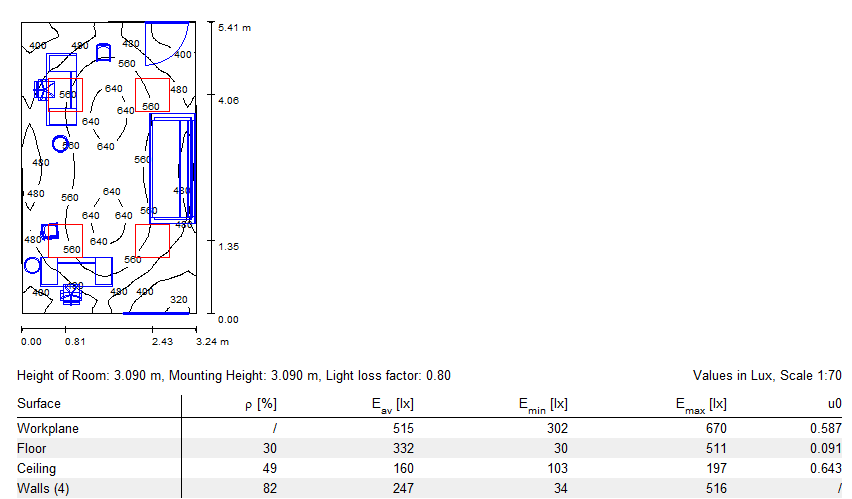 5.41 m
400 480 480
400
560
480
560 640 560 4.06
640
640
560
640
480
560
480 480
640
560
640 640 560
480
480 640 1.35
560
560
400 480 400
320
0.00
0.00 0.81 2.43 3.24 m
Height of Room: 3.090 m, Mounting Height: 3.090 m, Light loss factor: 0.80 Values in Lux, Scale 1:70
Surface ρ [%] Eav [lx] Emin [lx] Emax [lx] u0
Workplane / 515 302 670 0.587
Floor 30 332 30 511 0.091
Ceiling 49 160 103 197 0.643
Walls (4) 82 247 34 516 /